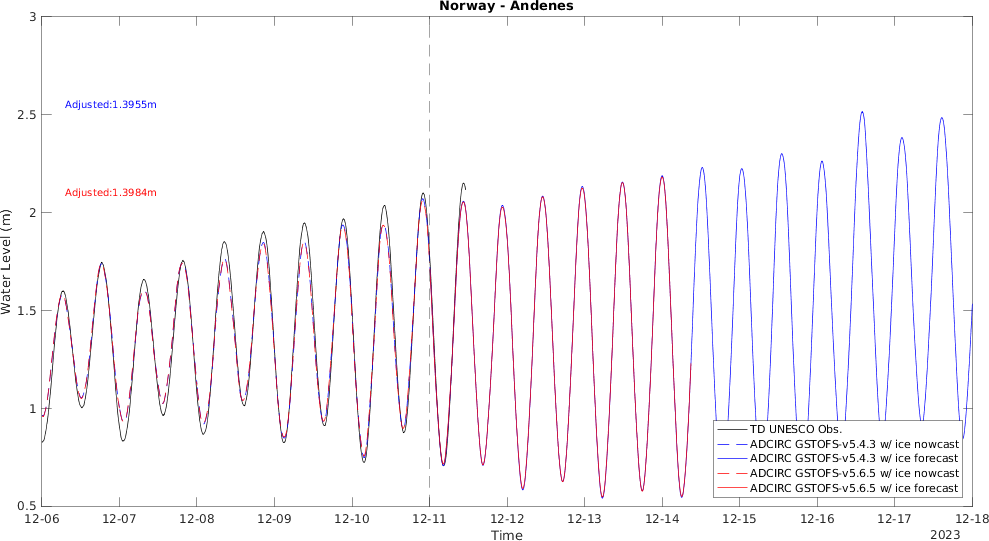 Norway - Andenes
3
2.5
2
1.5
1
0.5
Water Level (m)
Adjusted:1.3955m
Adjusted:1.3984m
TD UNESCO Obs.
ADCIRC GSTOFS-v5.4.3 w/ ice nowcast
ADCIRC GSTOFS-v5.4.3 w/ ice forecast
ADCIRC GSTOFS-v5.6.5 w/ ice nowcast
ADCIRC GSTOFS-v5.6.5 w/ ice forecast
12-06 12-07 12-08 12-09 12-10 12-11 12-12 12-13 12-14 12-15 12-16 12-17 12-18
Time
2023